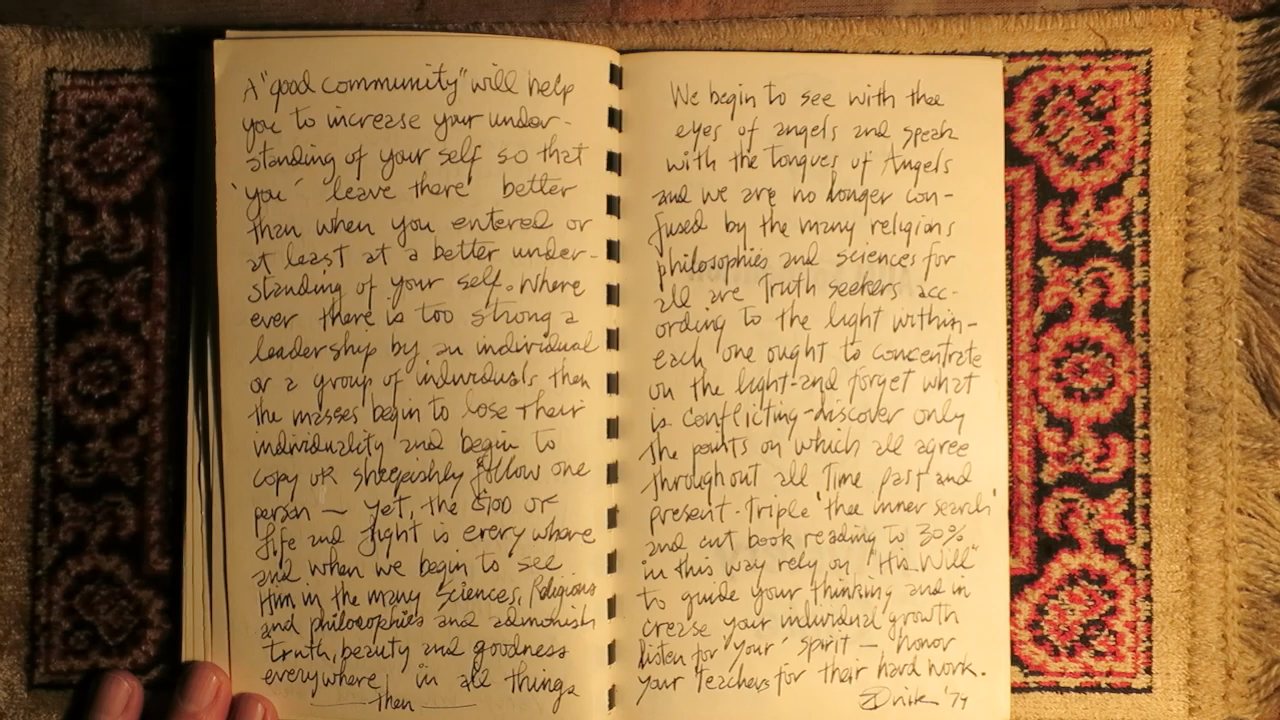 A "good community" will help
you to increase your under-
standing of your self so that
'you' 'leave there' better
than when you entered or
at least at a better under-
standing of your self. Where
ever there is too strong a
leadership by an individual
or a group of individuals then
the masses begin to lose their
individuality and begin to
copy or sheepishly follow one
person — yet, the GOD OF
Life and Light is every where
and when we begin to see
Him in the many Sciences, Religions
and philosophies and admonish
truth, beauty and goodness
everywhere in all things
then
We begin to see with thee
eyes of angels and speak
with the tongues of Angels
and we are no longer con-
fused by the many religions
philosophies and sciences for
all are Truth seekers acc-
ording to the light within-
each one ought to concentrate
on the light-and forget what
is conflicting-discover only
the points on which all agree
throughout all Time past and
present. Triple 'thee inner search'
and cut book reading to 30%
in this way rely on "His Will"
to guide your thinking and in
crease your individual growth
listen for 'your' Spirit — honor
your Teachers for their hard work.
'74